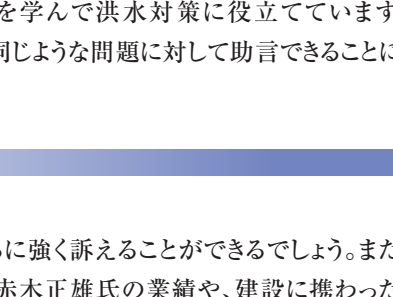 を学んで洪水対策に役立てています
同じような問題に対して助言できることに
に強く訴えることができるでしょう。また
赤木正雄氏の業績や、建設に携わった